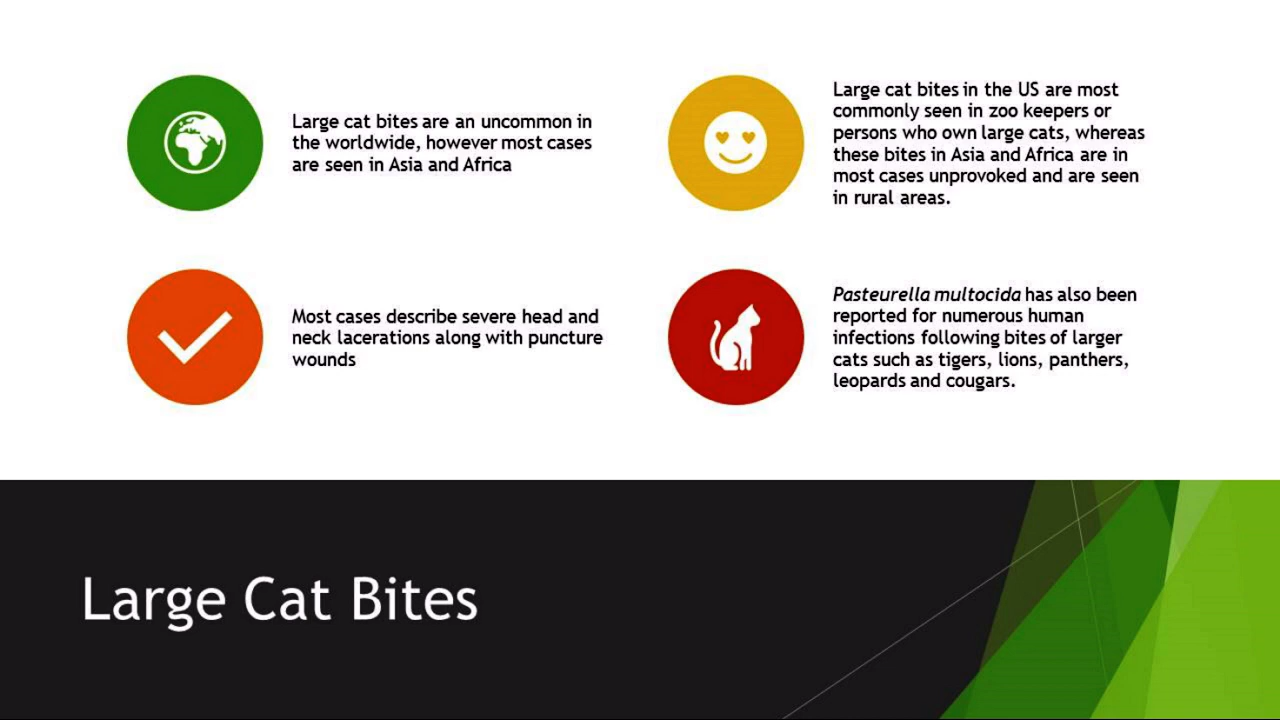 Large cat bites are an uncommon in
the worldwide, however most cases
are seen in Asia and Africa
Large cat bites in the US are most
commonly seen in zoo keepers or
persons who own large cats, whereas
these bites in Asia and Africa are in
most cases unprovoked and are seen
in rural areas.
Most cases describe severe head and
neck lacerations along with puncture
wounds
Pasteurella multocida has also been
reported for numerous human
infections following bites of larger
cats such as tigers, lions, panthers,
leopards and cougars.
Large Cat Bites